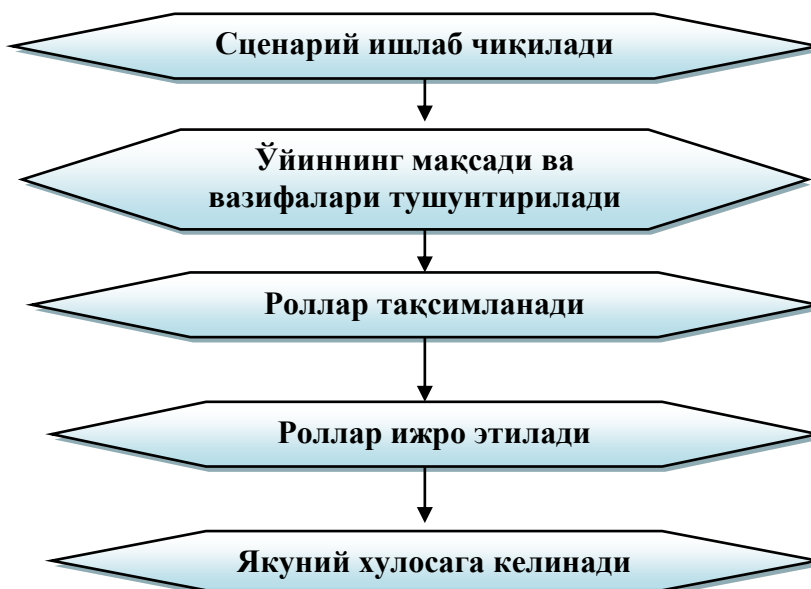 Сценарий ишлаб чиқилади
Ўйиннинг мақсади ва
вазифалари тушунтирилади
Роллар тақсимланади
Роллар ижро этилади
Якуний хулосага келинади